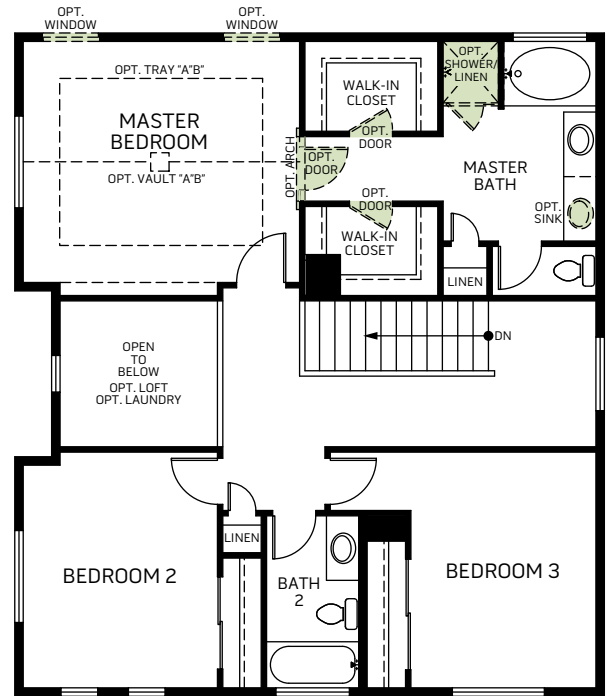 OPT.
WINDOW
OPT.
WINDOW
OPT. TRAY "A"B"
MASTER
BEDROOM
OPT. VAULT "A"B"
OPT. ARCH
OPT.
DOOR
WALK-IN
CLOSET
OPT.
DOOR
OPT.
SHOWER/
LINEN
MASTER
BATH
OPT.
SINK
OPT.
DOOR
WALK-IN
CLOSET
LINEN
DN
OPEN
TO
BELOW
OPT. LOFT
OPT. LAUNDRY
LINEN
BEDROOM 2
BATH
2
BEDROOM 3